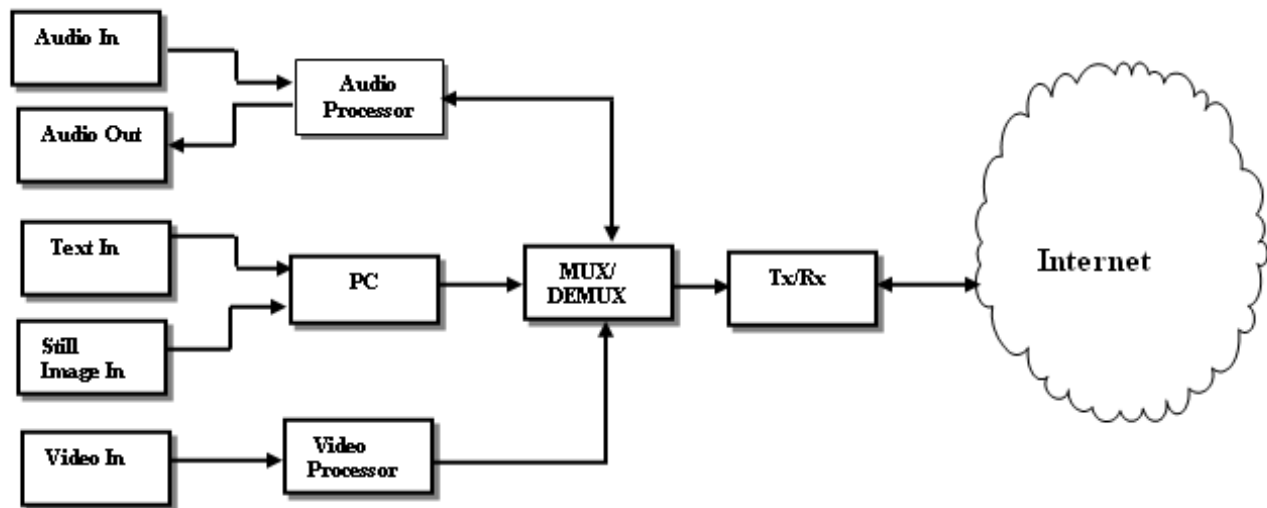 Audio In
Audio
Processor
Audio Out
Text In
PC
MUX/
DEMUX
Tx/Rx
Internet
Still
Image In
Video In
Video
Processor